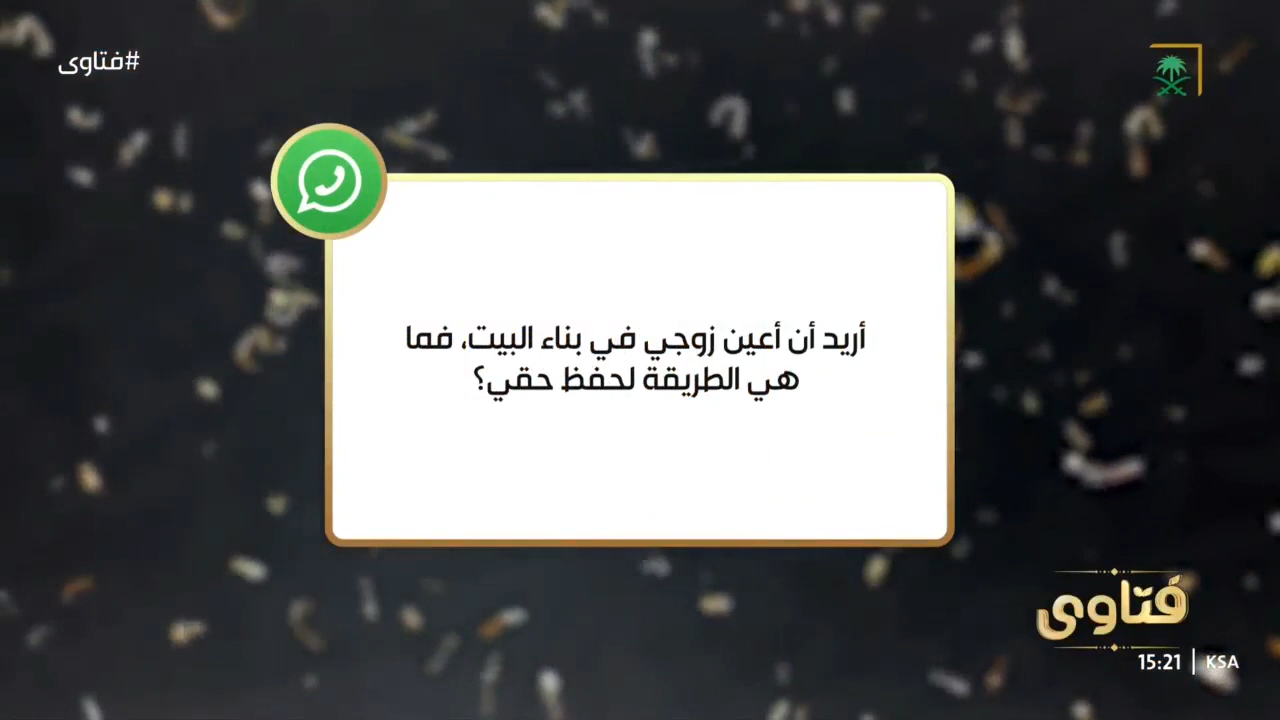 #فتاوى
أريد أن أعين زوجي في بناء البيت، فما
هي الطريقة لحفظ حقي؟
فتاوى
15:21 | KSA